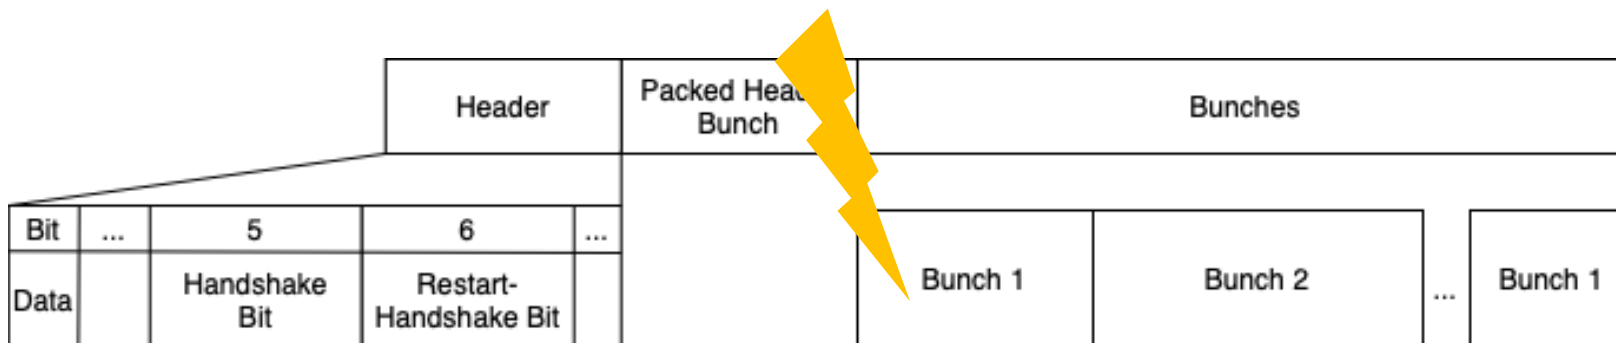 Header
Packed Hea
Bunch
Bunches
Bit ... 5 6 ...
Data
Handshake
Bit
Restart-
Handshake Bit
Bunch 1
Bunch 2
...
Bunch 1